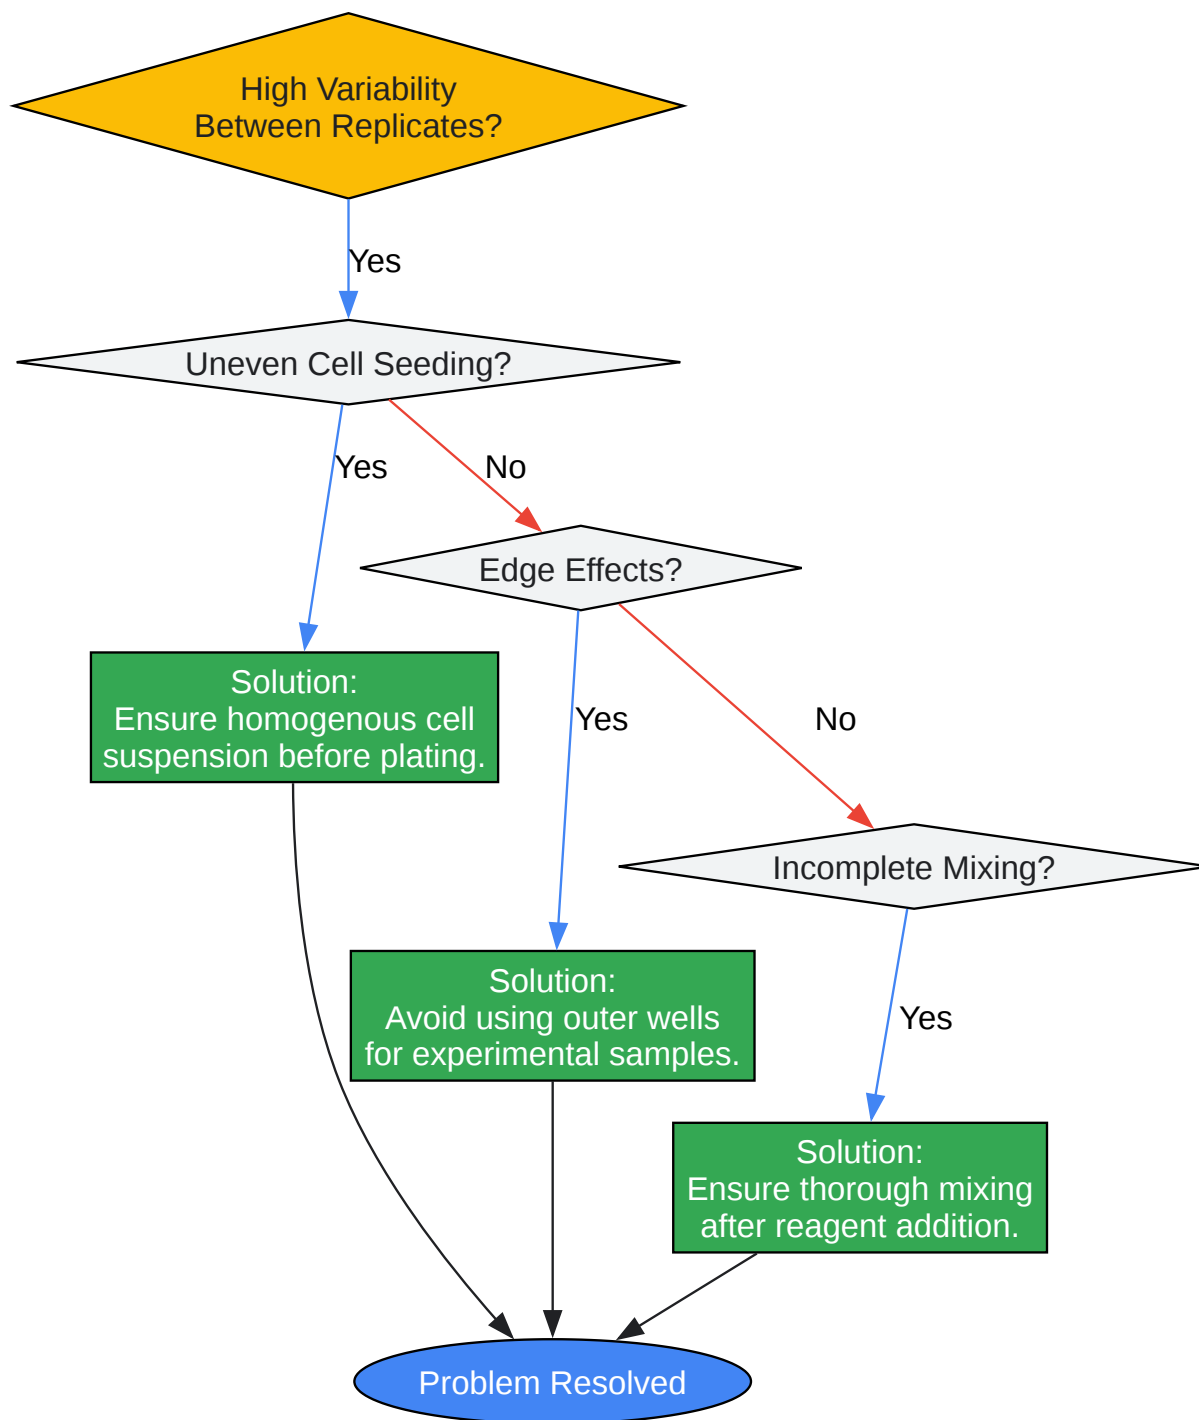 High Variability
Between Replicates?
Yes
Uneven Cell Seeding?
Yes
No
Edge Effects?
Solution:
Ensure homogenous cell
suspension before plating.
Yes
No
Incomplete Mixing?
Solution:
Avoid using outer wells
for experimental samples.
Yes
Solution:
Ensure thorough mixing
after reagent addition.
Problem Resolved